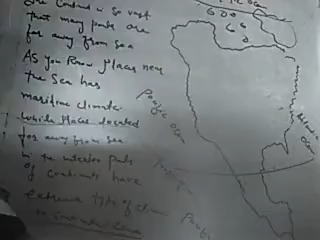 the continent is so vast
that many parts are
far away from sea
As you know places near
the sea has
maritime climate.
while places located
far away from sea
in the interior parts
of continents have
extreme type of
Pacific Ocean
Ocean
Pacific